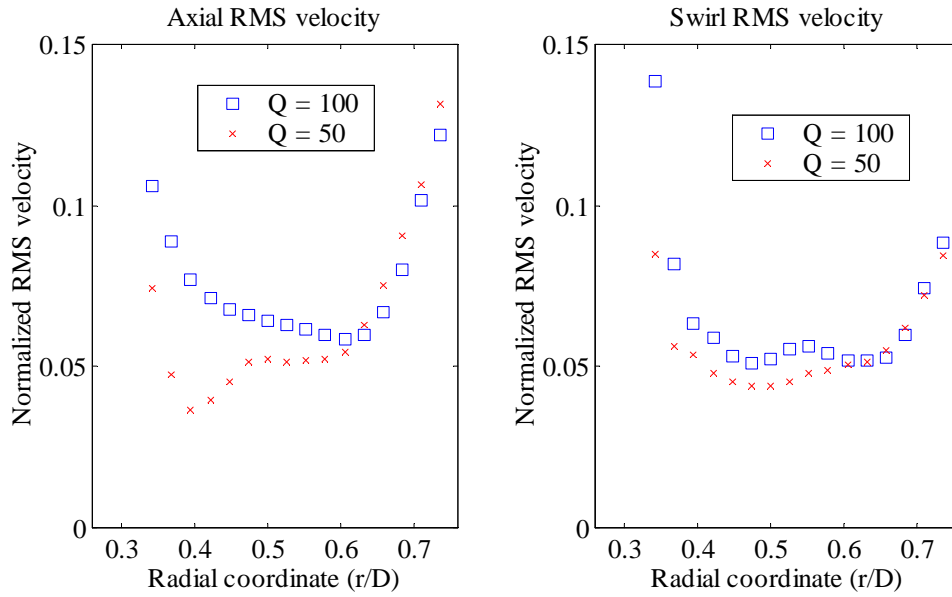 Axial RMS velocity
0.15
0.1
0.05
0
0.3 0.4 0.5 0.6 0.7
Radial coordinate (r/D)
Normalized RMS velocity
Q = 100
Q = 50
Swirl RMS velocity
0.15
0.1
0.05
0
0.3 0.4 0.5 0.6 0.7
Radial coordinate (r/D)
Normalized RMS velocity
Q = 100
Q = 50